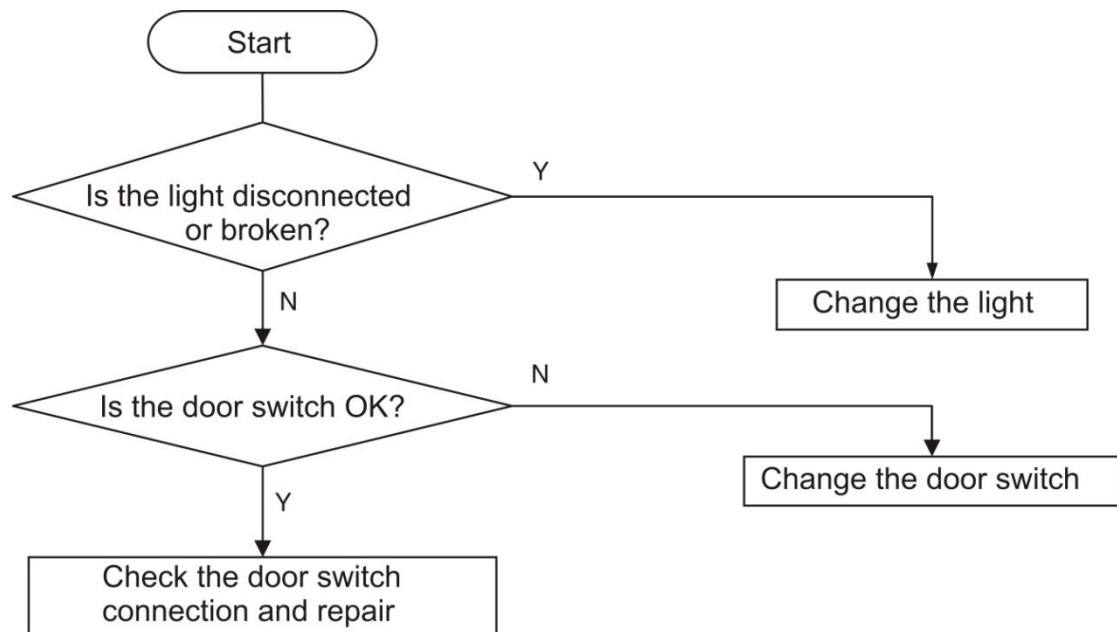 Start
Is the light disconnected
or broken?
Y
Change the light
N
Is the door switch OK?
N
Change the door switch
Y
Check the door switch
connection and repair